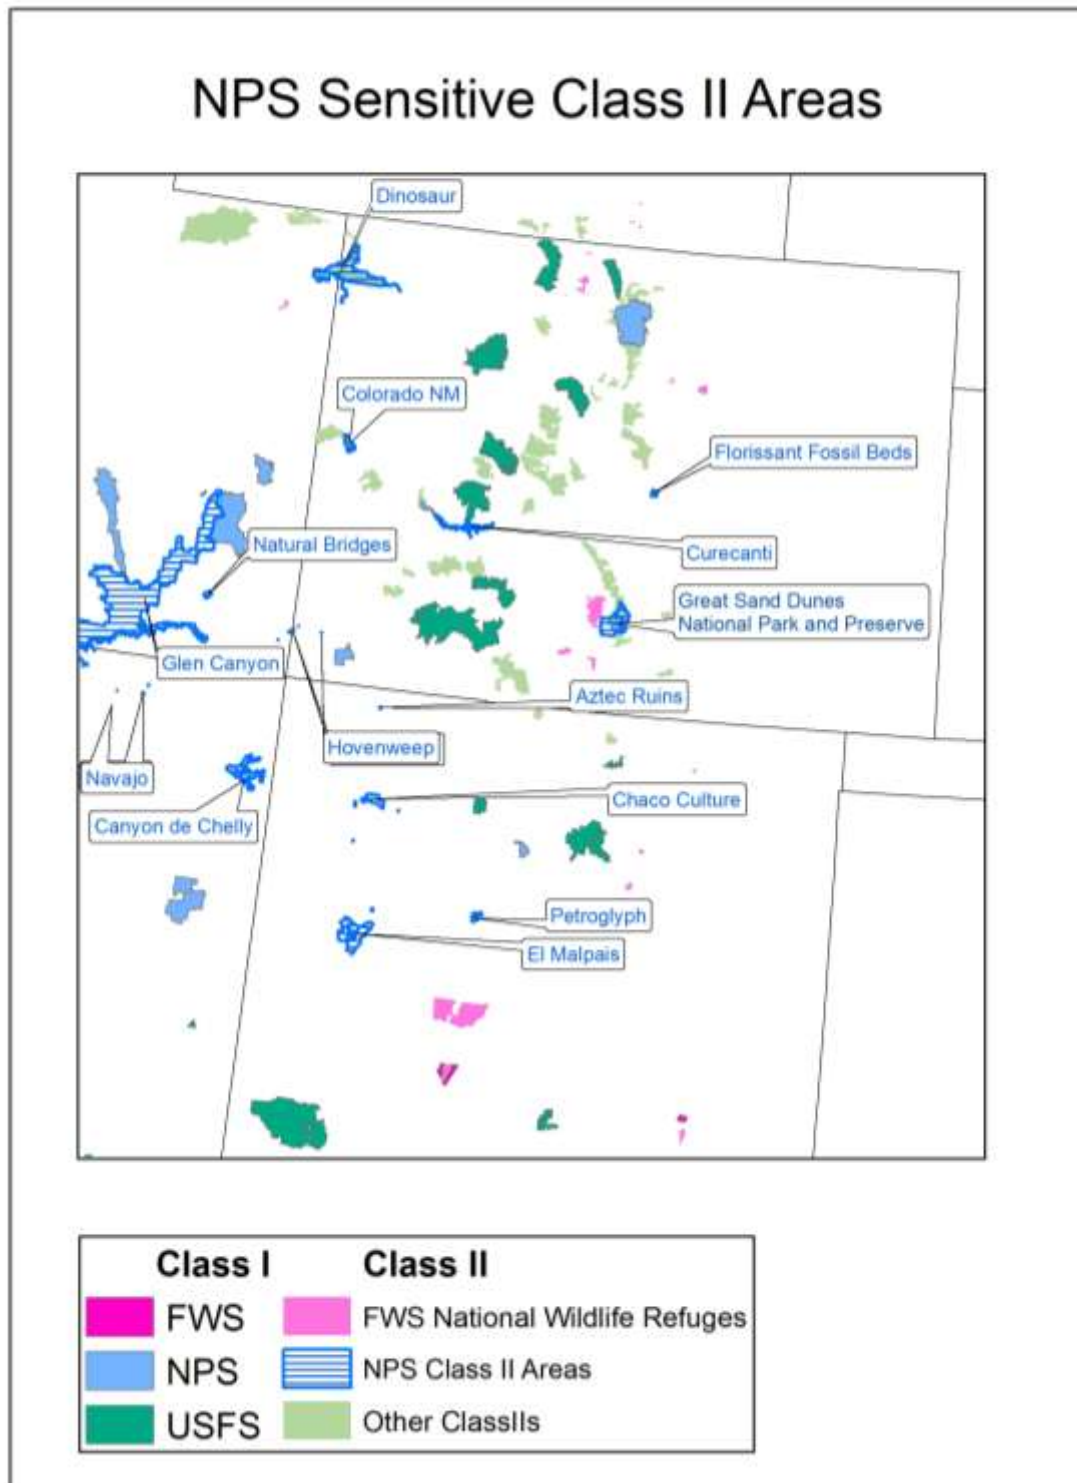 NPS Sensitive Class II Areas
Dinosaur
Colorado NM
Florissant Fossil Beds
Natural Bridges
Curecanti
Great Sand Dunes
National Park and Preserve
Glen Canyon
Aztec Ruins
Hovenweep
Navajo
Chaco Culture
Canyon de Chelly
Petroglyph
El Malpais
Class I
Class II
FWS
FWS National Wildlife Refuges
NPS
NPS Class II Areas
USFS
Other ClassIIs